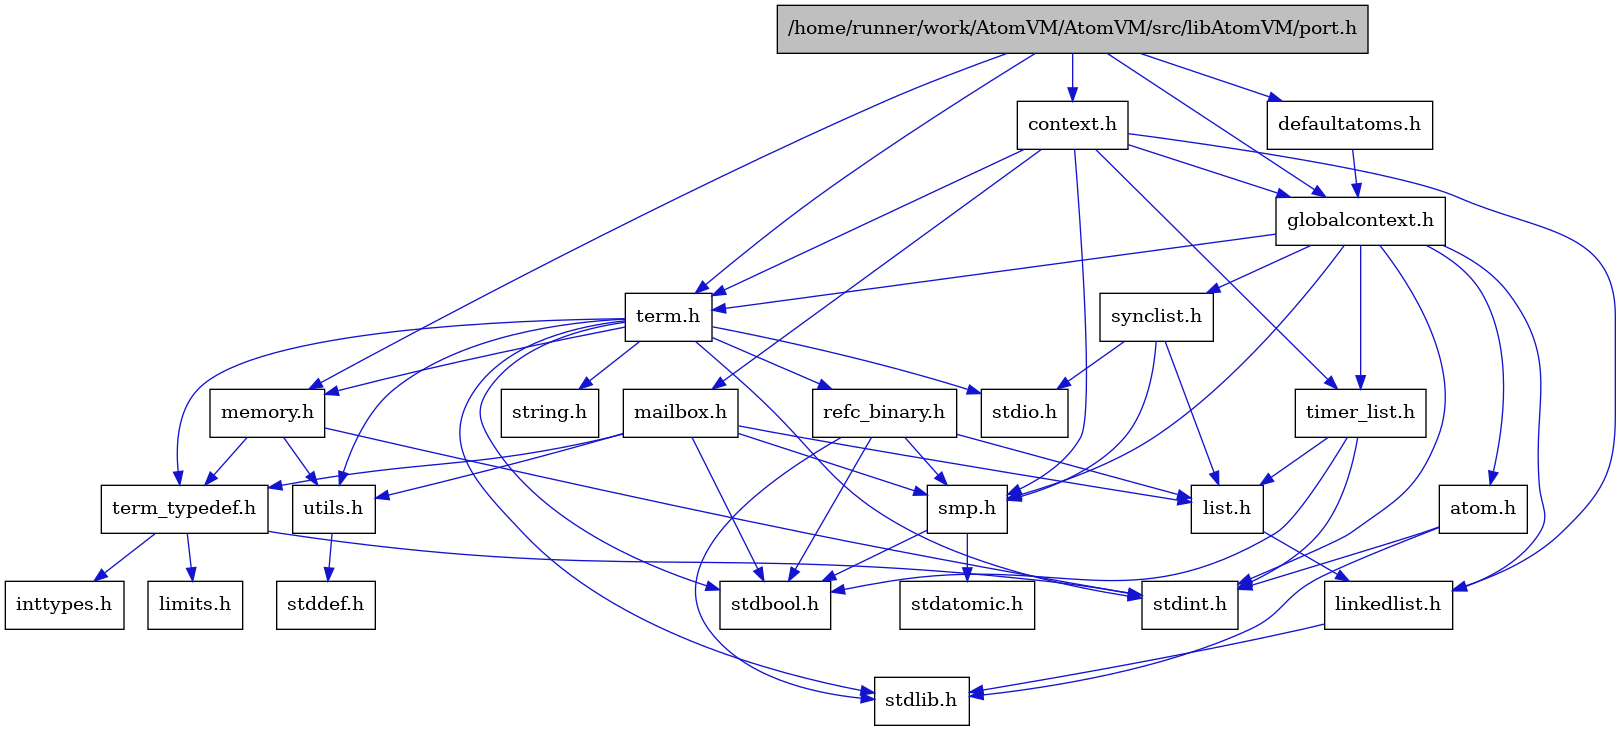 /home/runner/work/AtomVM/AtomVM/src/libAtomVM/port.h
context.h
defaultatoms.h
globalcontext.h
term.h
synclist.h
memory.h
string.h
mailbox.h
refc_binary.h
stdio.h
timer_list.h
term_typedef.h
utils.h
smp.h
list.h
atom.h
inttypes.h
limits.h
stddef.h
stdbool.h
stdatomic.h
stdint.h
linkedlist.h
stdlib.h